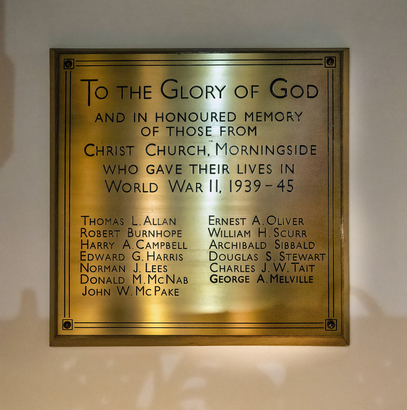 TO THE GLORY OF GOD
AND IN HONOURED MEMORY
OF THOSE FROM
CHRIST CHURCH, MORNINGSIDE
WHO GAVE THEIR LIVES IN
WORLD WAR II, 1939-45
THOMAS L. ALLAN
ROBERT BURNHOPE
HARRY A. CAMPBELL
EDWARD G. HARRIS
NORMAN J. LEES
DONALD M. MCNAB
JOHN W. MCPAKE
ERNEST A. OLIVER
WILLIAM H. SCURR
ARCHIBALD SIBBALD
DOUGLAS S. STEWART
CHARLES J. W. TAIT
GEORGE A. MELVILLE